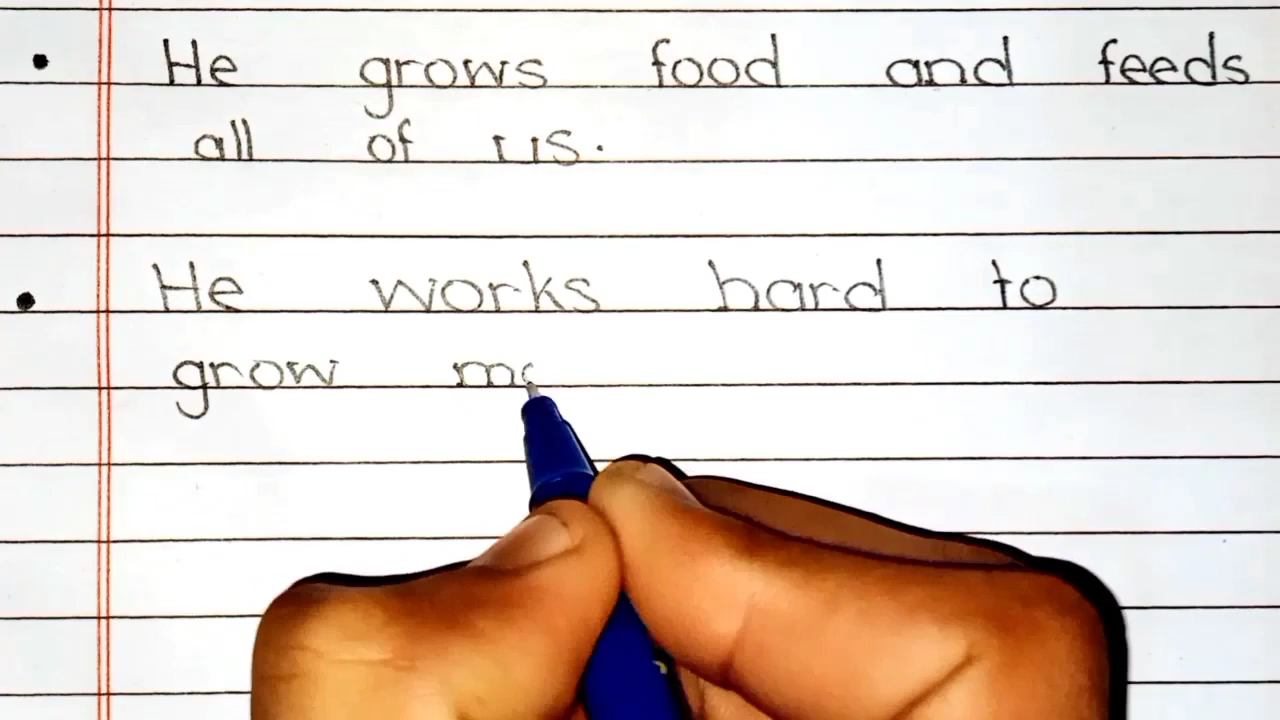 • He grows food and feeds
all of us.
• He works hard to
grow